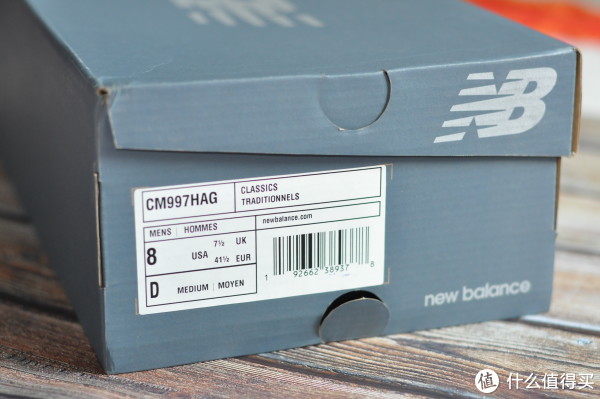 NB
CM997HAG
CLASSICS
TRADITIONNELS
MENS | HOMMES
newbalance.com
8 USA 7½ UK
41½ EUR
D MEDIUM | MOYEN
1 92662 38937 8
new balance
值 什么值得买